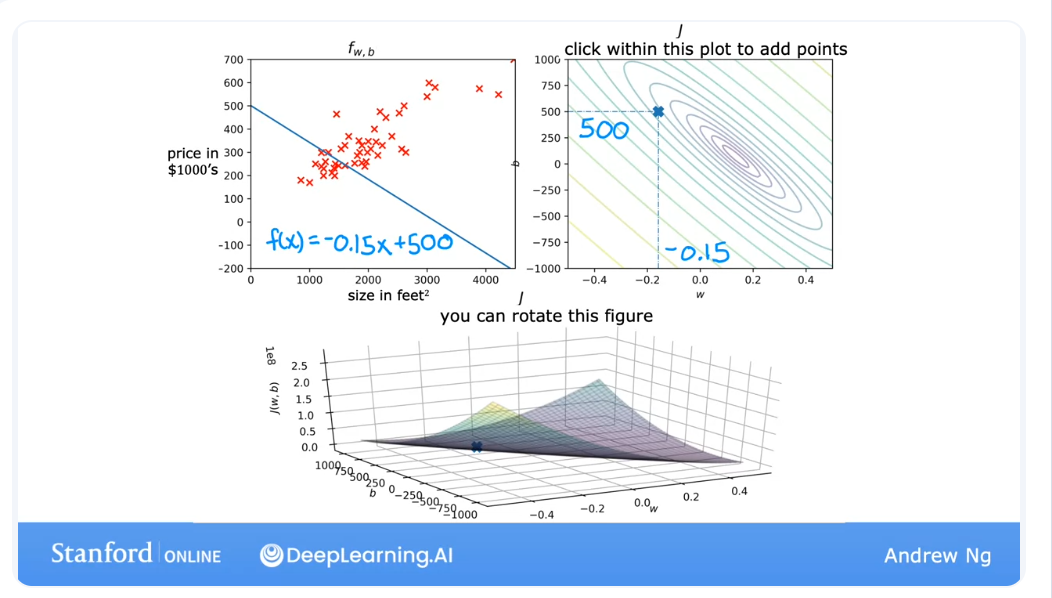 f_{w, b}
700
600
500
400
300
200
100
0
-100
-200
price in
$1000's
f(x) = -0.15x+500
0 1000 2000 3000 4000
size in feet²
J
click within this plot to add points
1000
750
500
250
0
−250
−500
−750
−1000
b
500
-0.15
−0.4 −0.2 0.0 0.2 0.4
w
J
you can rotate this figure
1e8
2.5
2.0
1.5
1.0
0.5
0.0
J(w, b)
1000
750
500
250
0
−250
−500
−750
−1000
b
−0.4 −0.2 0.0 0.2 0.4
w
Stanford ONLINE DeepLearning.AI Andrew Ng